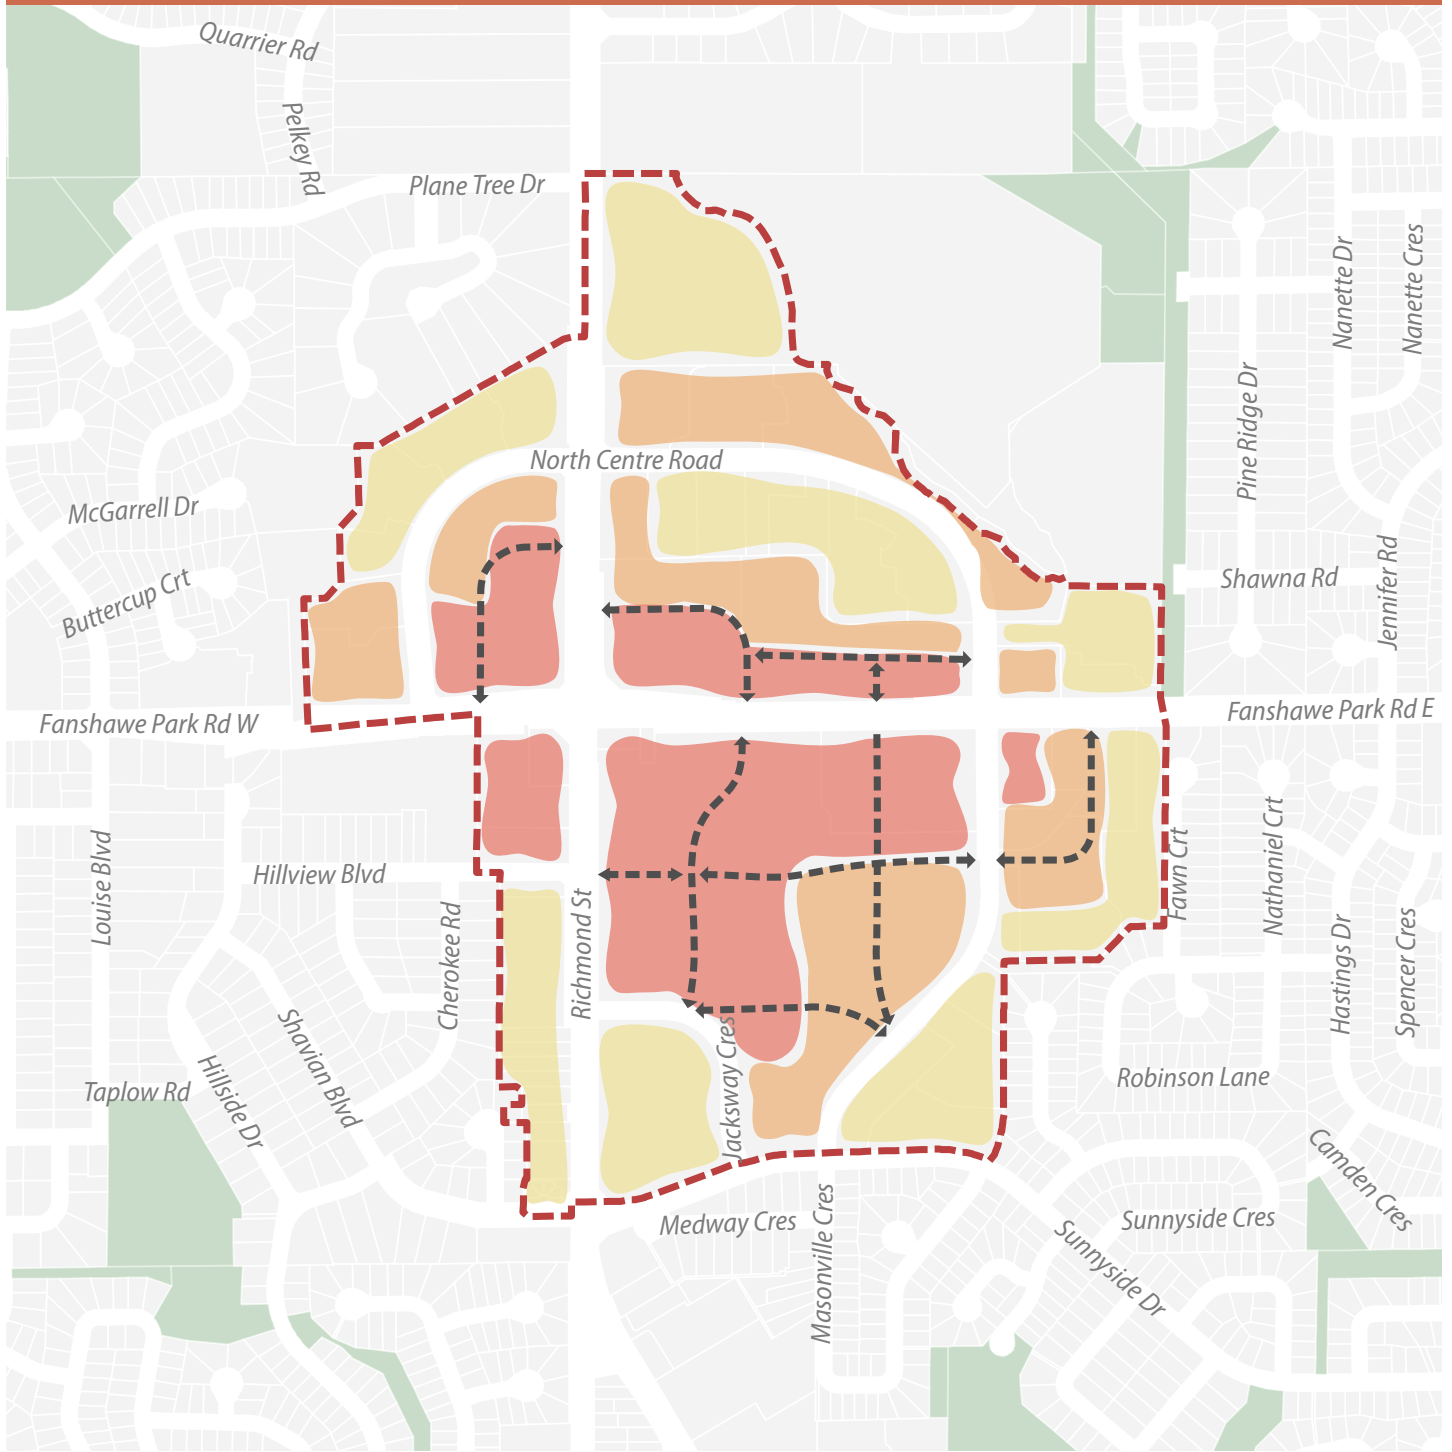 Quarrier Rd
Pelkey Rd
Plane Tree Dr
Nanette Dr
Nanette Cres
Pine Ridge Dr
North Centre Road
McGarrell Dr
Buttercup Crt
Shawna Rd
Jennifer Rd
Fanshawe Park Rd W
Fanshawe Park Rd E
Louise Blvd
Hillview Blvd
Cherokee Rd
Richmond St
Fawn Crt
Nathaniel Crt
Hastings Dr
Spencer Cres
Shavian Blvd
Hillside Dr
Taplow Rd
Jacksway Cres
Robinson Lane
Camden Cres
Medway Cres
Masonville Cres
Sunnyside Cres
Sunnyside Dr